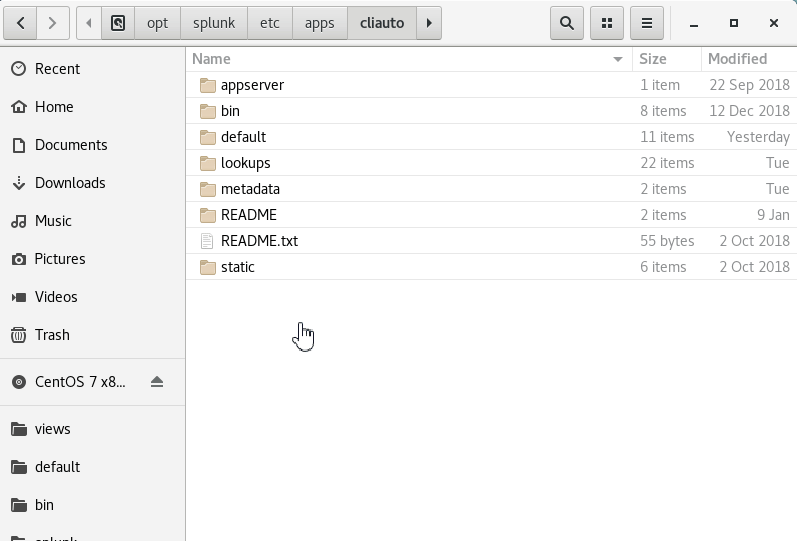 opt splunk etc apps cliauto
Name Size Modified
Recent
Home
Documents
Downloads
Music
Pictures
Videos
Trash
CentOS 7 x8...
views
default
bin
splunk
appserver 1 item 22 Sep 2018
bin 8 items 12 Dec 2018
default 11 items Yesterday
lookups 22 items Tue
metadata 2 items Tue
README 2 items 9 Jan
README.txt 55 bytes 2 Oct 2018
static 6 items 2 Oct 2018